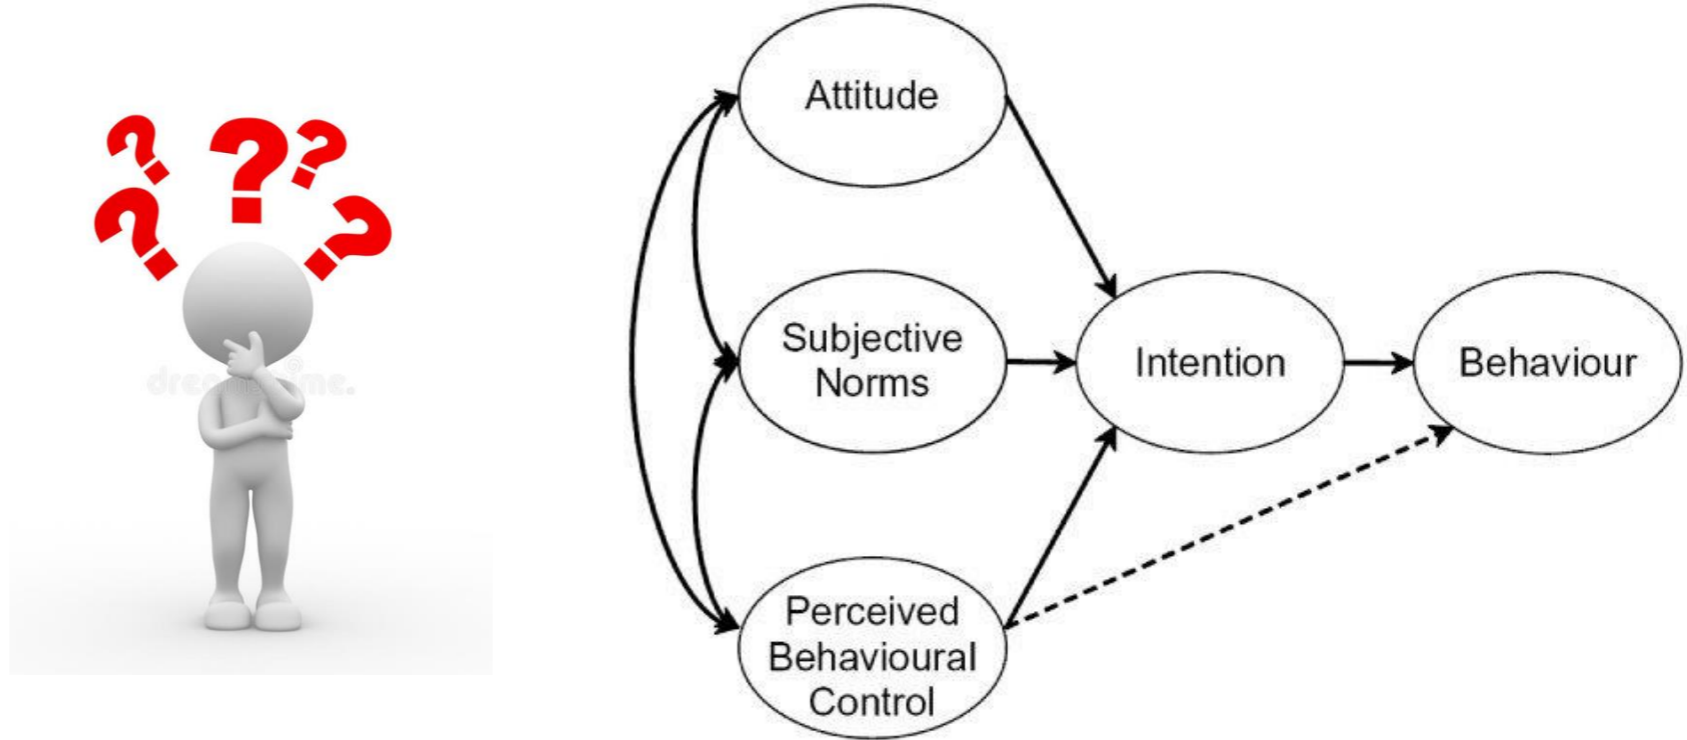 ? ? ? ? ?
Attitude
Subjective
Norms
Intention
Behaviour
Perceived
Behavioural
Control